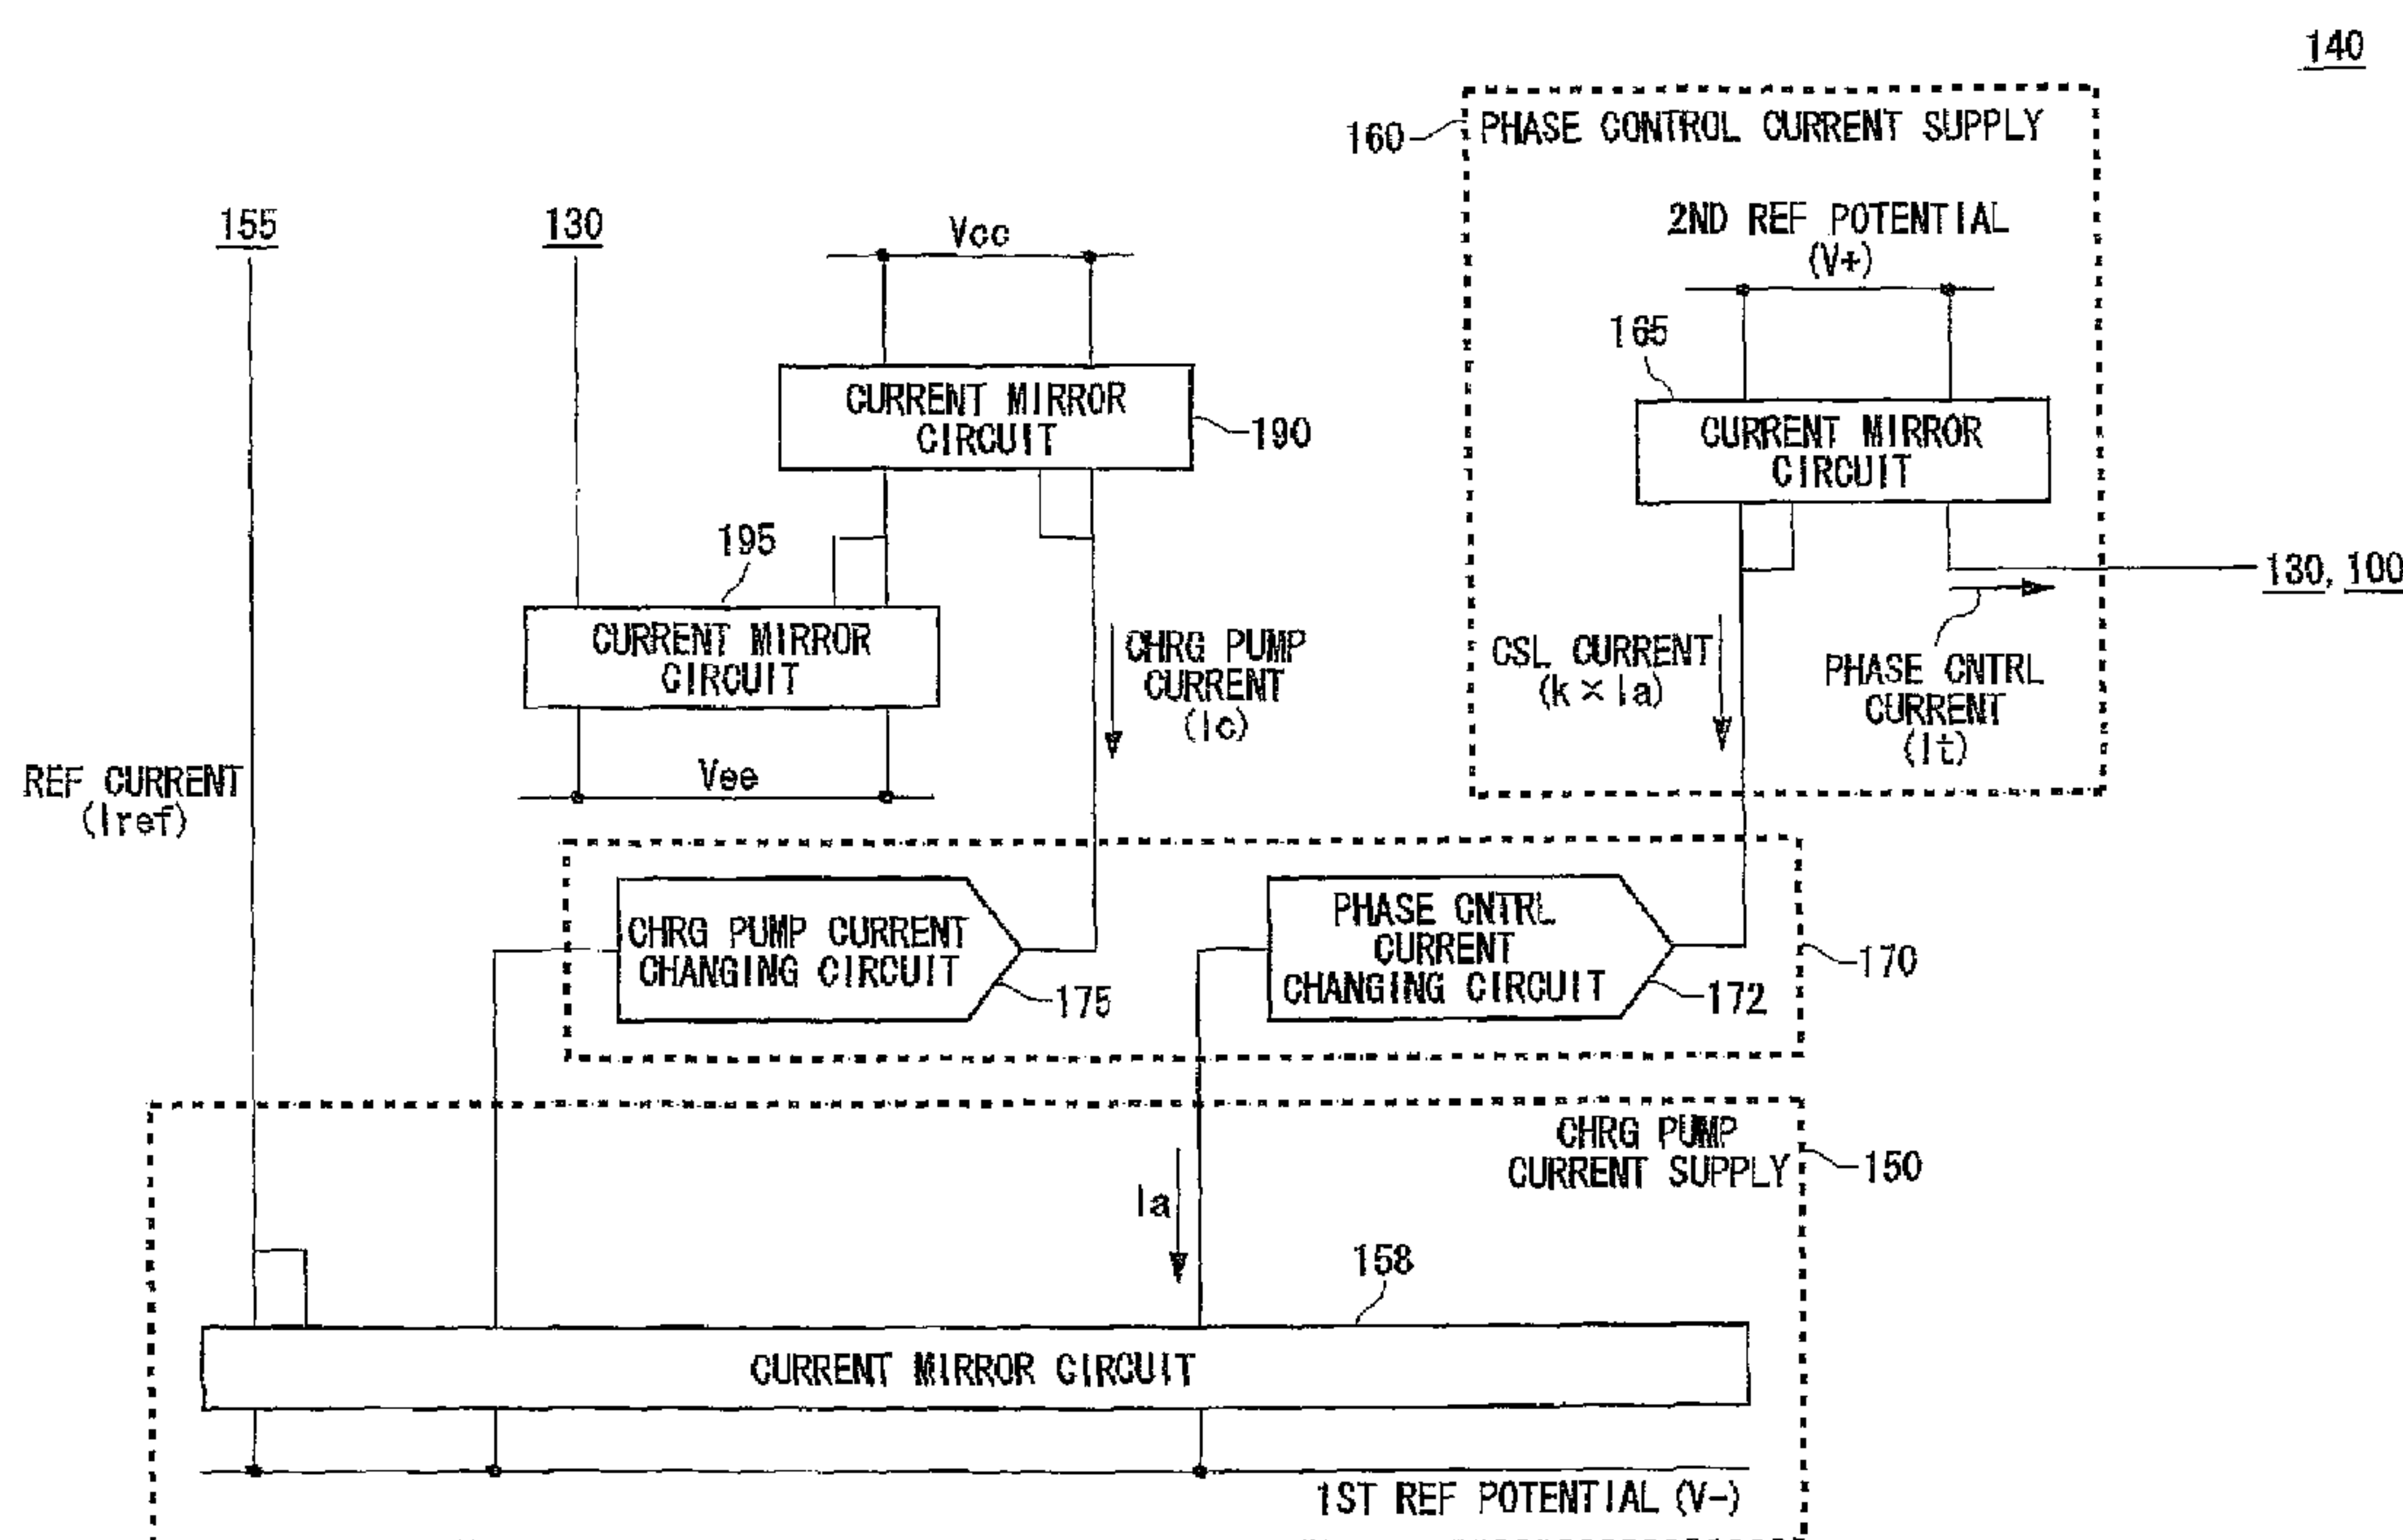 140
160
PHASE CONTROL CURRENT SUPPLY
155
130
Vcc
2ND REF POTENTIAL
(V+)
165
CURRENT MIRROR
CIRCUIT
190
CURRENT MIRROR
CIRCUIT
195
130, 100
CURRENT MIRROR
CIRCUIT
CHRG PUMP
CURRENT
(Ic)
CSL CURRENT
(k × Ia)
PHASE CNTRL
CURRENT
(It)
REF CURRENT
(Iref)
Vee
CHRG PUMP CURRENT
CHANGING CIRCUIT
175
PHASE CNTRL
CURRENT
CHANGING CIRCUIT
172
170
CHRG PUMP
CURRENT SUPPLY
150
Ia
158
CURRENT MIRROR CIRCUIT
1ST REF POTENTIAL (V-)